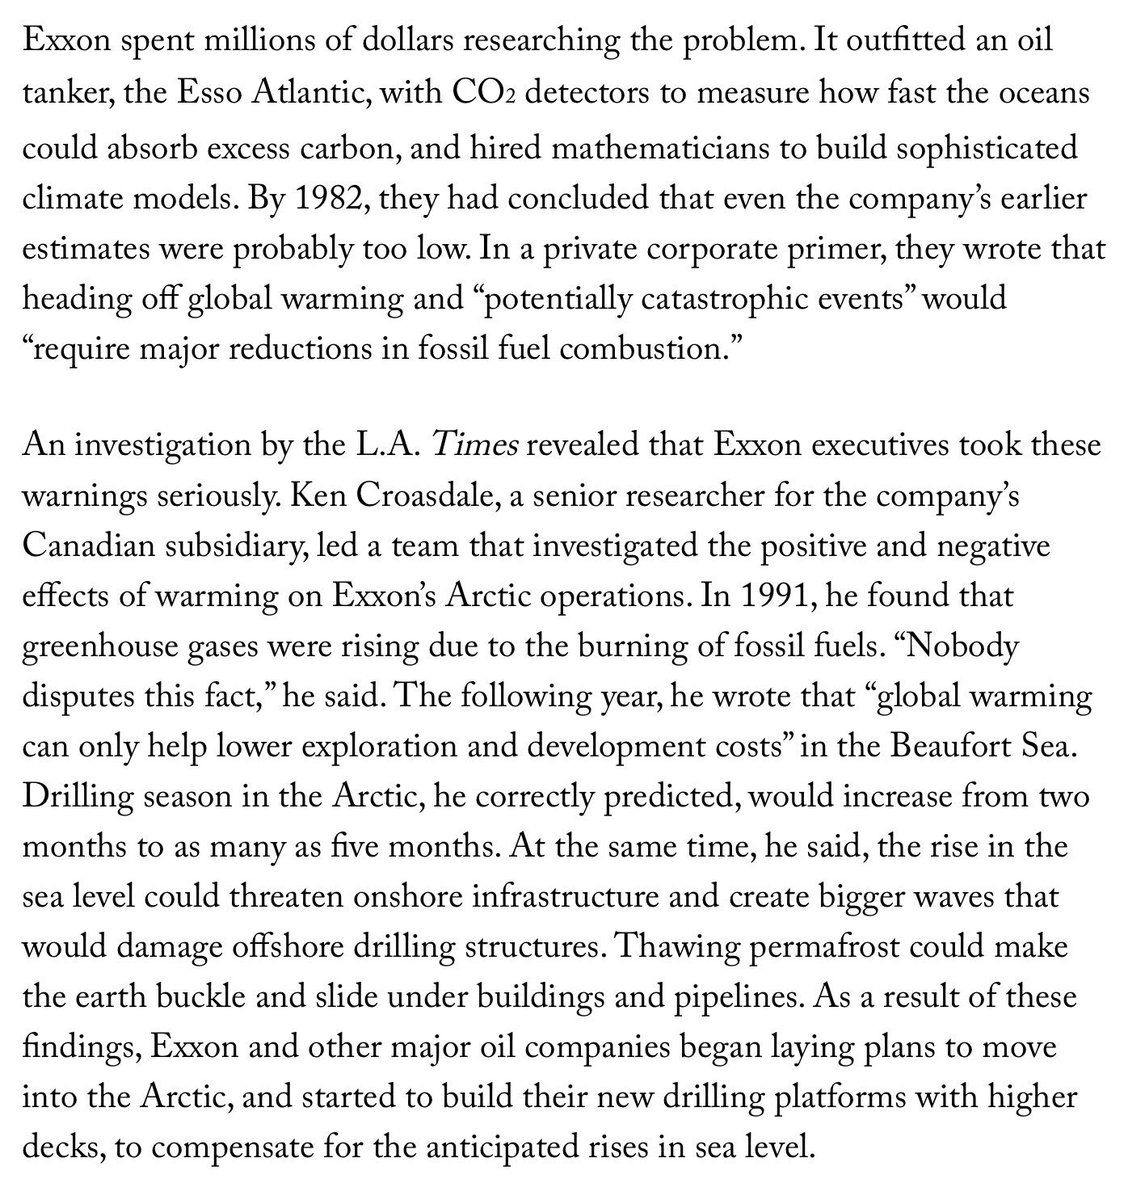 Exxon spent millions of dollars researching the problem. It outfitted an oil
tanker, the Esso Atlantic, with CO2 detectors to measure how fast the oceans
could absorb excess carbon, and hired mathematicians to build sophisticated
climate models. By 1982, they had concluded that even the company’s earlier
estimates were probably too low. In a private corporate primer, they wrote that
heading off global warming and “potentially catastrophic events” would
“require major reductions in fossil fuel combustion.”
An investigation by the L.A. Times revealed that Exxon executives took these
warnings seriously. Ken Croasdale, a senior researcher for the company’s
Canadian subsidiary, led a team that investigated the positive and negative
effects of warming on Exxon’s Arctic operations. In 1991, he found that
greenhouse gases were rising due to the burning of fossil fuels. “Nobody
disputes this fact,” he said. The following year, he wrote that “global warming
can only help lower exploration and development costs” in the Beaufort Sea.
Drilling season in the Arctic, he correctly predicted, would increase from two
months to as many as five months. At the same time, he said, the rise in the
sea level could threaten onshore infrastructure and create bigger waves that
would damage offshore drilling structures. Thawing permafrost could make
the earth buckle and slide under buildings and pipelines. As a result of these
findings, Exxon and other major oil companies began laying plans to move
into the Arctic, and started to build their new drilling platforms with higher
decks, to compensate for the anticipated rises in sea level.